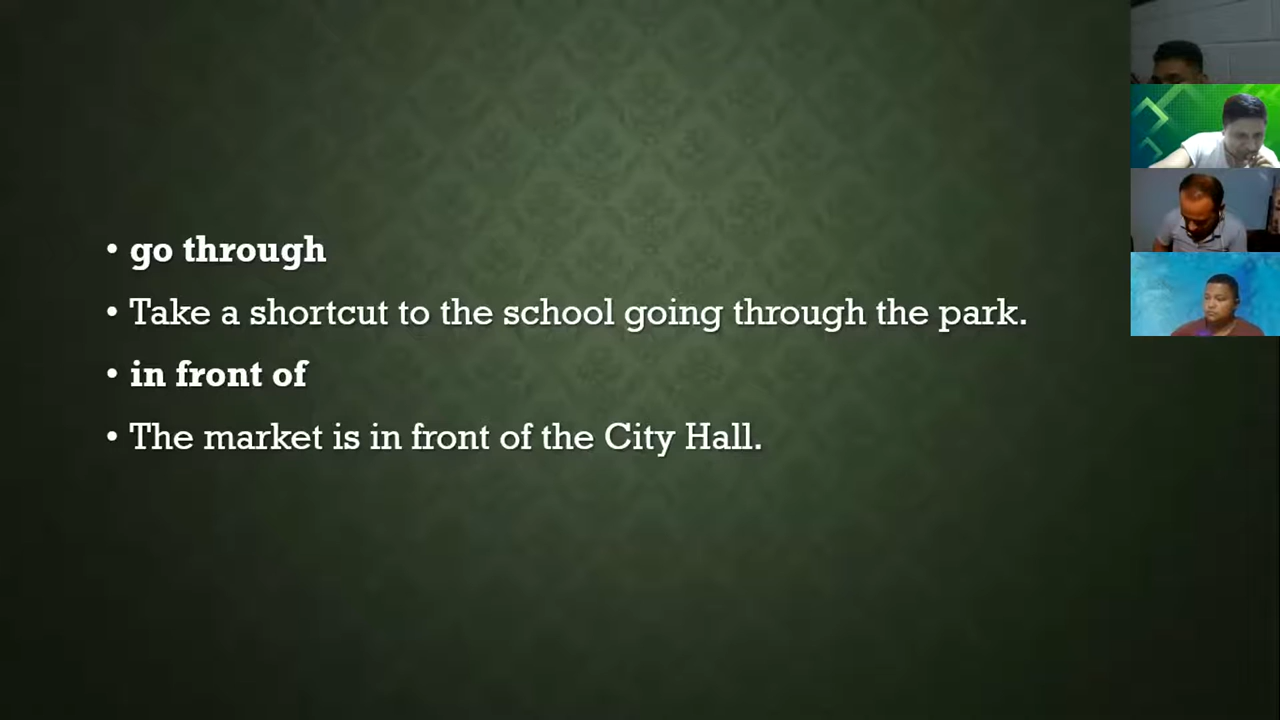 • go through
• Take a shortcut to the school going through the park.
• in front of
• The market is in front of the City Hall.